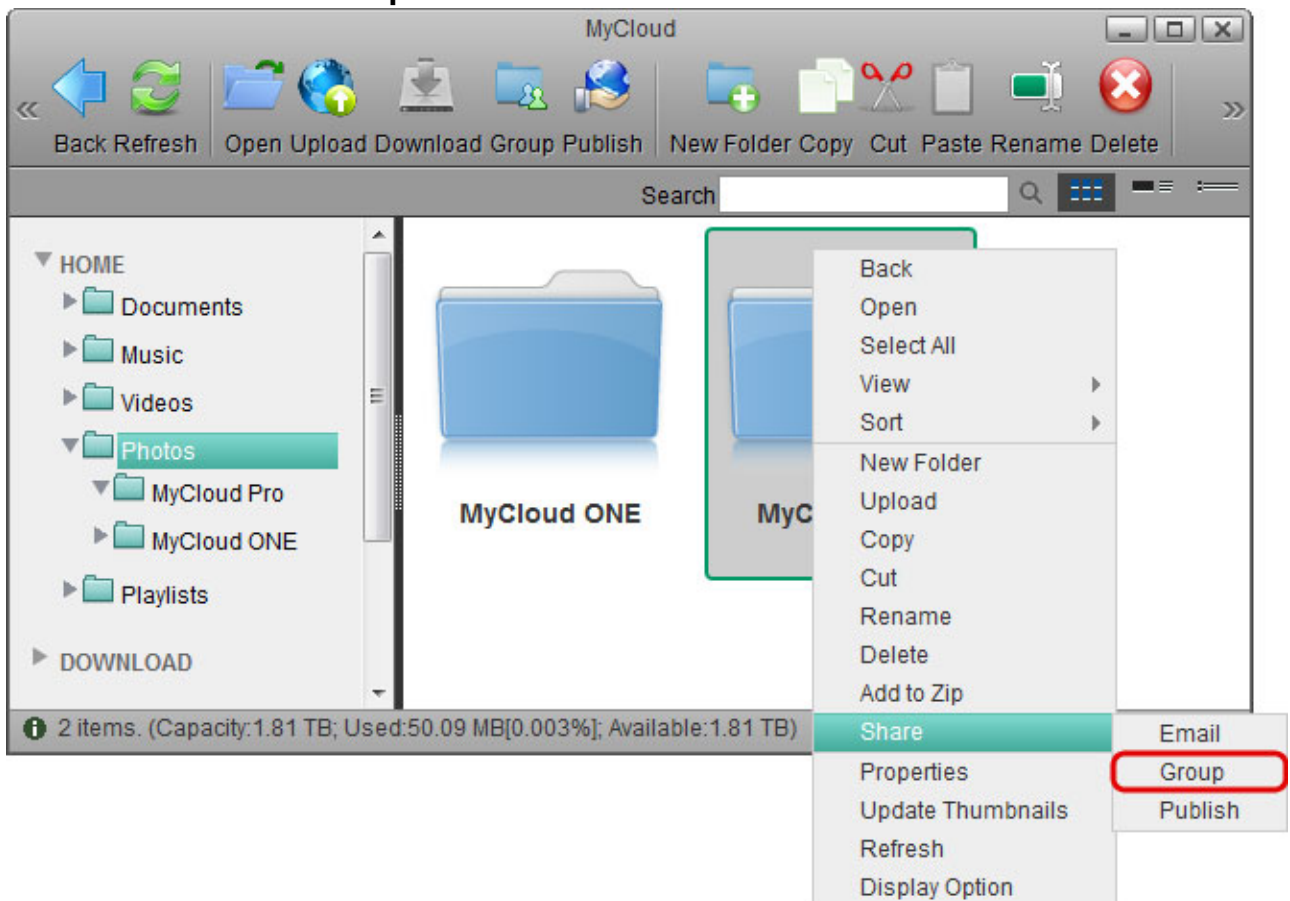 MyCloud
Back Refresh Open Upload Download Group Publish New Folder Copy Cut Paste Rename Delete
Search
HOME
Documents
Music
Videos
Photos
MyCloud Pro
MyCloud ONE
Playlists
DOWNLOAD
MyCloud ONE
MyC
Back
Open
Select All
View
Sort
New Folder
Upload
Copy
Cut
Rename
Delete
Add to Zip
Share
Properties
Update Thumbnails
Refresh
Display Option
Email
Group
Publish
2 items. (Capacity:1.81 TB; Used:50.09 MB[0.003%]; Available:1.81 TB)